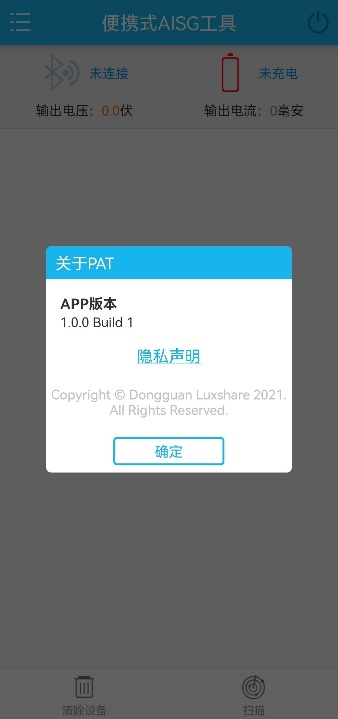 便携式AISG工具
未连接
未充电
输出电压：0.0伏
输出电流：0毫安
关于PAT
APP版本
1.0.0 Build 1
隐私声明
Copyright © Dongguan Luxshare 2021.
All Rights Reserved.
确定
清除设备
扫描